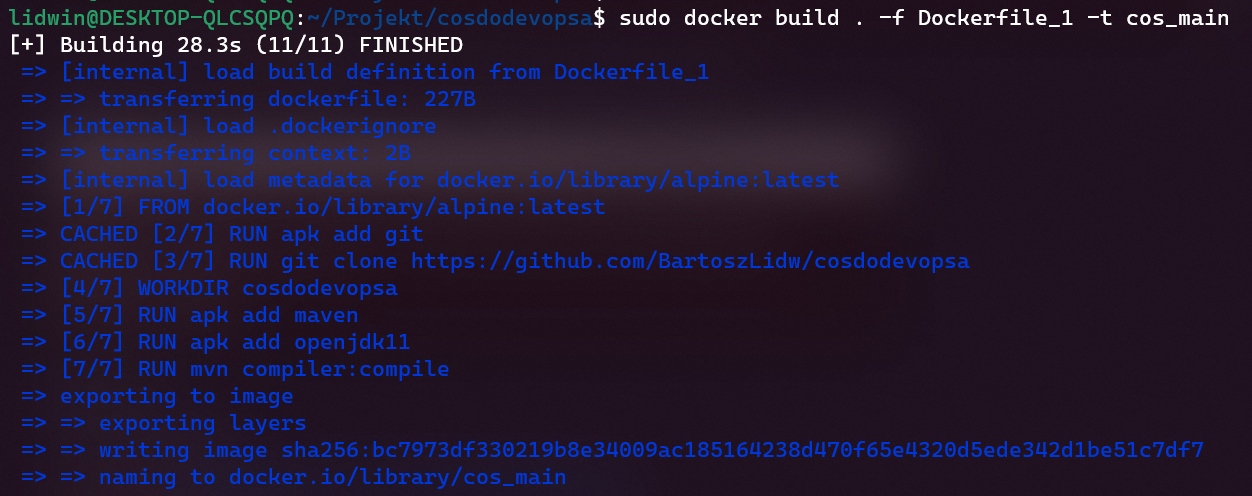 lidwin@DESKTOP-QLCSQPQ:~/Projekt/cosdodevopsa$ sudo docker build . -f Dockerfile_1 -t cos_main
[+] Building 28.3s (11/11) FINISHED
=> [internal] load build definition from Dockerfile_1
=> => transferring dockerfile: 227B
=> [internal] load .dockerignore
=> => transferring context: 2B
=> [internal] load metadata for docker.io/library/alpine:latest
=> [1/7] FROM docker.io/library/alpine:latest
=> CACHED [2/7] RUN apk add git
=> CACHED [3/7] RUN git clone https://github.com/BartoszLidw/cosdodevopsa
=> [4/7] WORKDIR cosdodevopsa
=> [5/7] RUN apk add maven
=> [6/7] RUN apk add openjdk11
=> [7/7] RUN mvn compiler:compile
=> exporting to image
=> => exporting layers
=> => writing image sha256:bc7973df330219b8e34009ac185164238d470f65e4320d5ede342d1be51c7df7
=> => naming to docker.io/library/cos_main